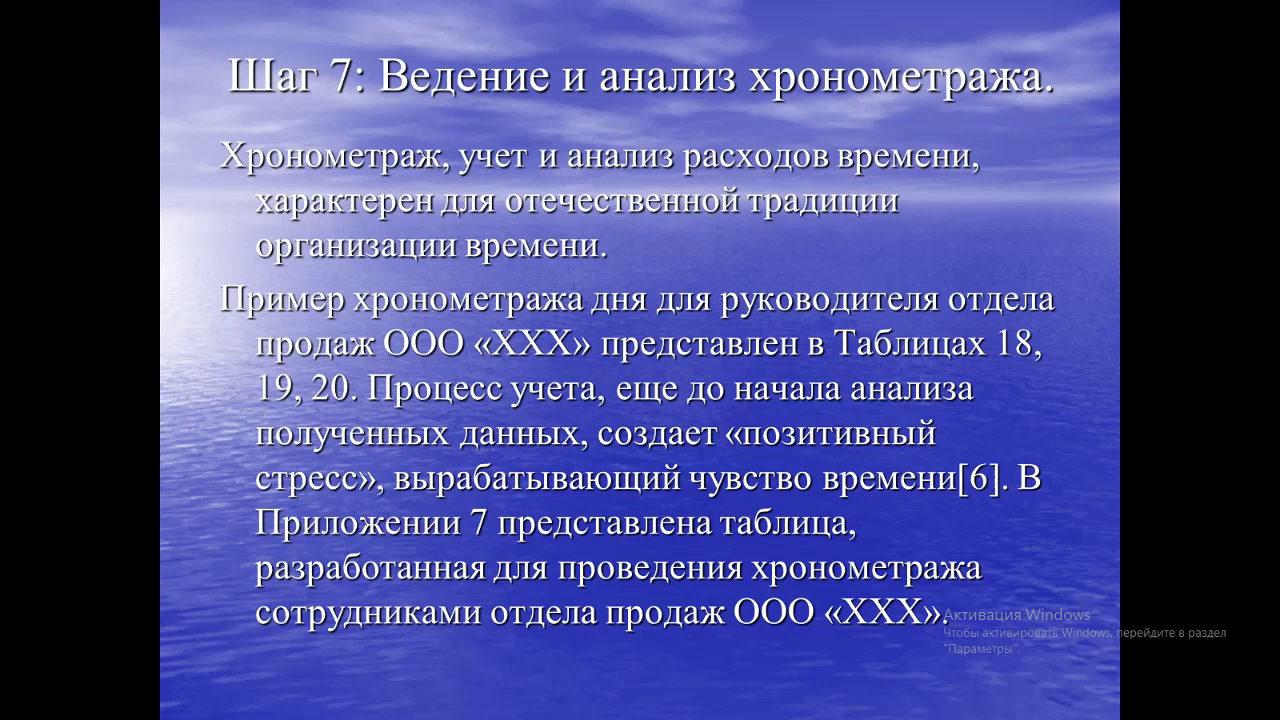 Шаг 7: Ведение и анализ хронометража.
Хронометраж, учет и анализ расходов времени,
характерен для отечественной традиции
организации времени.
Пример хронометража дня для руководителя отдела
продаж ООО «ХХХ» представлен в Таблицах 18,
19, 20. Процесс учета, еще до начала анализа
полученных данных, создает «позитивный
стресс», вырабатывающий чувство времени[6]. В
Приложении 7 представлена таблица,
разработанная для проведения хронометража
сотрудниками отдела продаж ООО «ХХХ».
Активация Windows
Чтобы активировать Windows, перейдите в раздел
"Параметры".